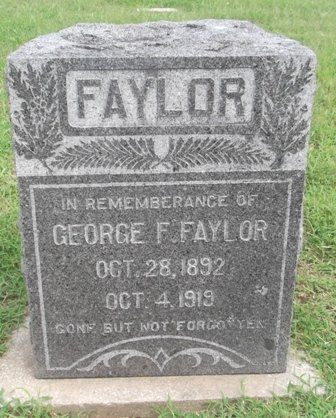 FAYLOR
IN REMEMBERANCE OF
GEORGE F. FAYLOR
OCT. 28, 1892
OCT. 4, 1919
GONE BUT NOT FORGOTTEN